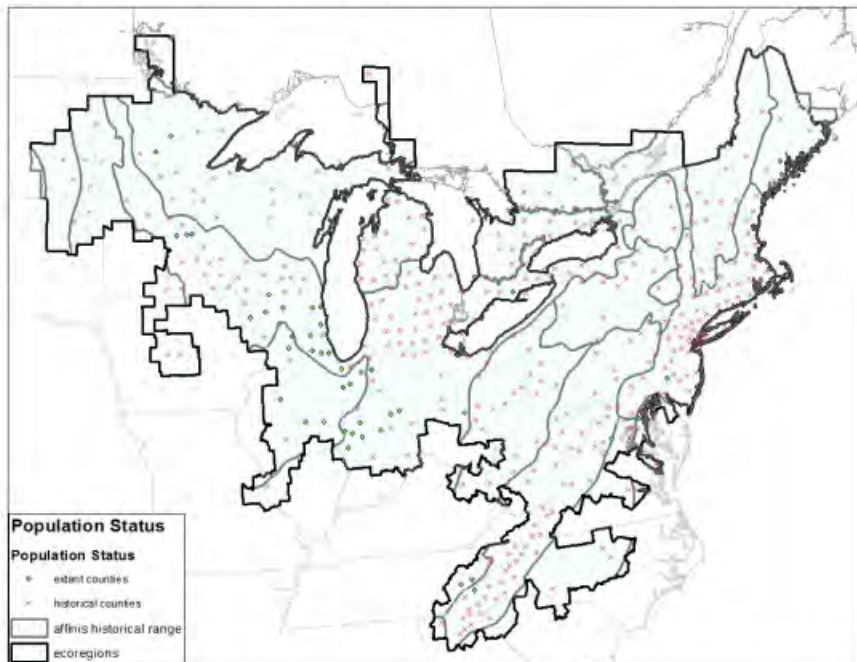 Population Status
Population Status
extant counties
historical counties
affinis historical range
ecoregions